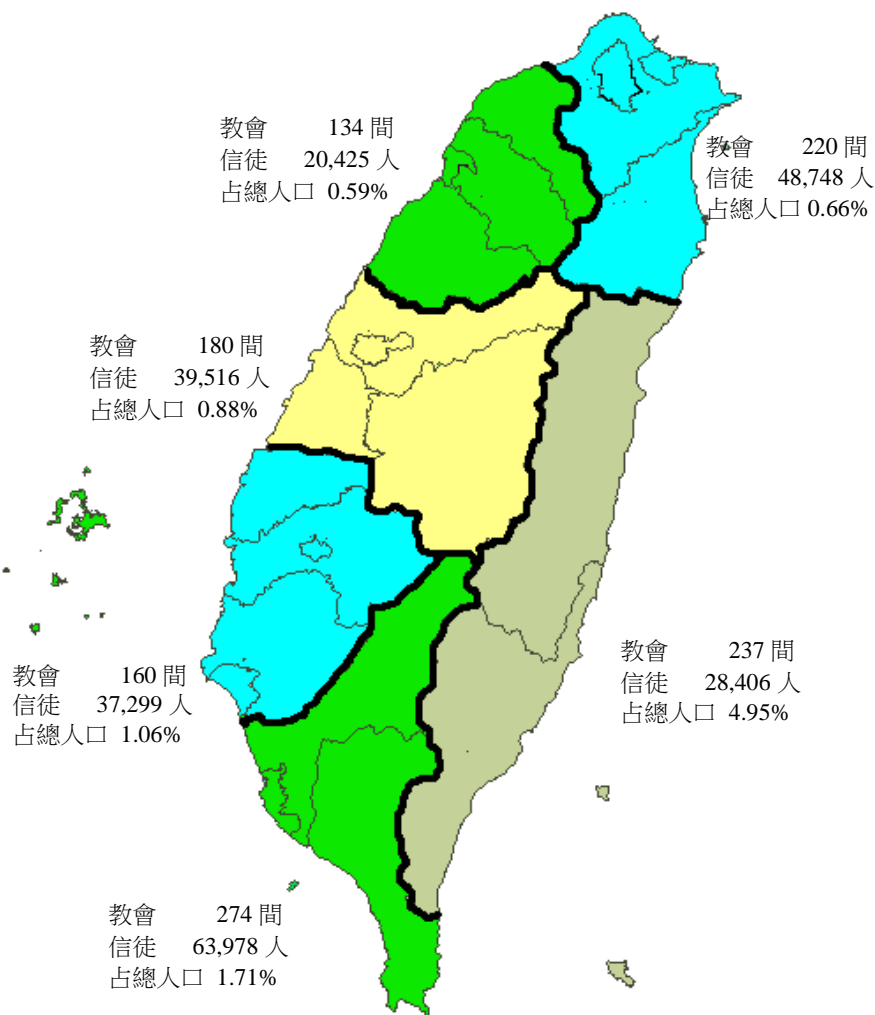 教會 134 間
信徒 20,425 人
占總人口 0.59%
教會 220 間
信徒 48,748 人
占總人口 0.66%
教會 180 間
信徒 39,516 人
占總人口 0.88%
教會 160 間
信徒 37,299 人
占總人口 1.06%
教會 237 間
信徒 28,406 人
占總人口 4.95%
教會 274 間
信徒 63,978 人
占總人口 1.71%